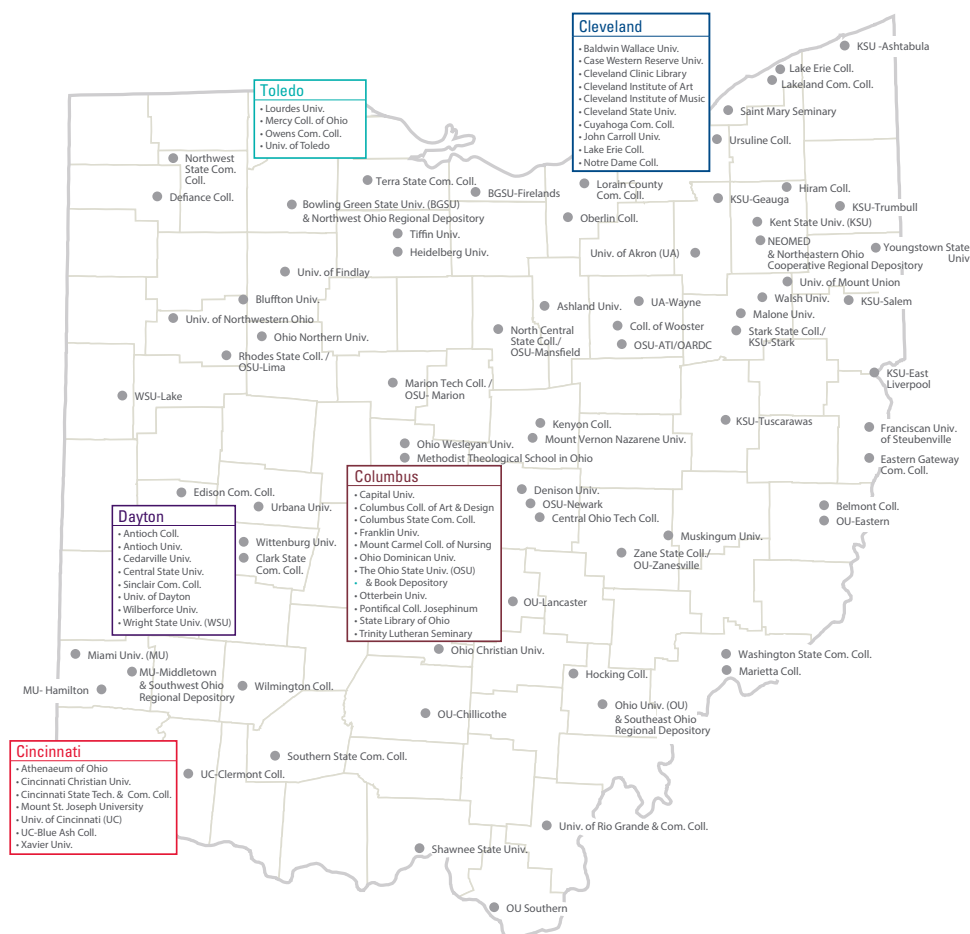 Cleveland
• Baldwin Wallace Univ.
• Case Western Reserve Univ.
• Cleveland Clinic Library
• Cleveland Institute of Art
• Cleveland Institute of Music
• Cleveland State Univ.
• Cuyahoga Com. Coll.
• John Carroll Univ.
• Lake Erie Coll.
• Notre Dame Coll.
KSU -Ashtabula
Lake Erie Coll.
Lakeland Com. Coll.
Saint Mary Seminary
Ursuline Coll.
Toledo
• Lourdes Univ.
• Mercy Coll. of Ohio
• Owens Com. Coll.
• Univ. of Toledo
Northwest
State Com.
Coll.
Defiance Coll.
Terra State Com. Coll.
BGSU-Firelands
Bowling Green State Univ. (BGSU)
& Northwest Ohio Regional Depository
Tiffin Univ.
Heidelberg Univ.
Lorain County
Com. Coll.
Oberlin Coll.
KSU-Geauga
Hiram Coll.
KSU-Trumbull
Kent State Univ. (KSU)
NEOMED
& Northeastern Ohio
Cooperative Regional Depository
Youngstown State
Univ
Univ. of Akron (UA)
Univ. of Mount Union
Univ. of Findlay
Bluffton Univ.
Univ. of Northwestern Ohio
Ohio Northern Univ.
Rhodes State Coll. /
OSU-Lima
WSU-Lake
Ashland Univ.
UA-Wayne
Walsh Univ.
KSU-Salem
Malone Univ.
North Central
State Coll./
OSU-Mansfield
Coll. of Wooster
OSU-ATI/OARDC
Stark State Coll./
KSU-Stark
KSU-East
Liverpool
Marion Tech Coll. /
OSU- Marion
KSU-Tuscarawas
Kenyon Coll.
Mount Vernon Nazarene Univ.
Franciscan Univ.
of Steubenville
Ohio Wesleyan Univ.
Methodist Theological School in Ohio
Eastern Gateway
Com. Coll.
Columbus
• Capital Univ.
• Columbus Coll. of Art & Design
• Columbus State Com. Coll.
• Franklin Univ.
• Mount Carmel Coll. of Nursing
• Ohio Dominican Univ.
• The Ohio State Univ. (OSU)
• & Book Depository
• Otterbein Univ.
• Pontifical Coll. Josephinum
• State Library of Ohio
• Trinity Lutheran Seminary
Edison Com. Coll.
Urbana Univ.
Denison Univ.
OSU-Newark
Central Ohio Tech Coll.
Belmont Coll.
OU-Eastern
Dayton
• Antioch Coll.
• Antioch Univ.
• Cedarville Univ.
• Central State Univ.
• Sinclair Com. Coll.
• Univ. of Dayton
• Wilberforce Univ.
• Wright State Univ. (WSU)
Wittenburg Univ.
Clark State
Com. Coll.
Muskingum Univ.
Zane State Coll./
OU-Zanesville
OU-Lancaster
Ohio Christian Univ.
Miami Univ. (MU)
MU-Middletown
& Southwest Ohio
Regional Depository
MU- Hamilton
Wilmington Coll.
Hocking Coll.
Washington State Com. Coll.
Marietta Coll.
OU-Chillicothe
Ohio Univ. (OU)
& Southeast Ohio
Regional Depository
Cincinnati
• Athenaeum of Ohio
• Cincinnati Christian Univ.
• Cincinnati State Tech. & Com. Coll.
• Mount St. Joseph University
• Univ. of Cincinnati (UC)
• UC-Blue Ash Coll.
• Xavier Univ.
Southern State Com. Coll.
UC-Clermont Coll.
Univ. of Rio Grande & Com. Coll.
Shawnee State Univ.
OU Southern